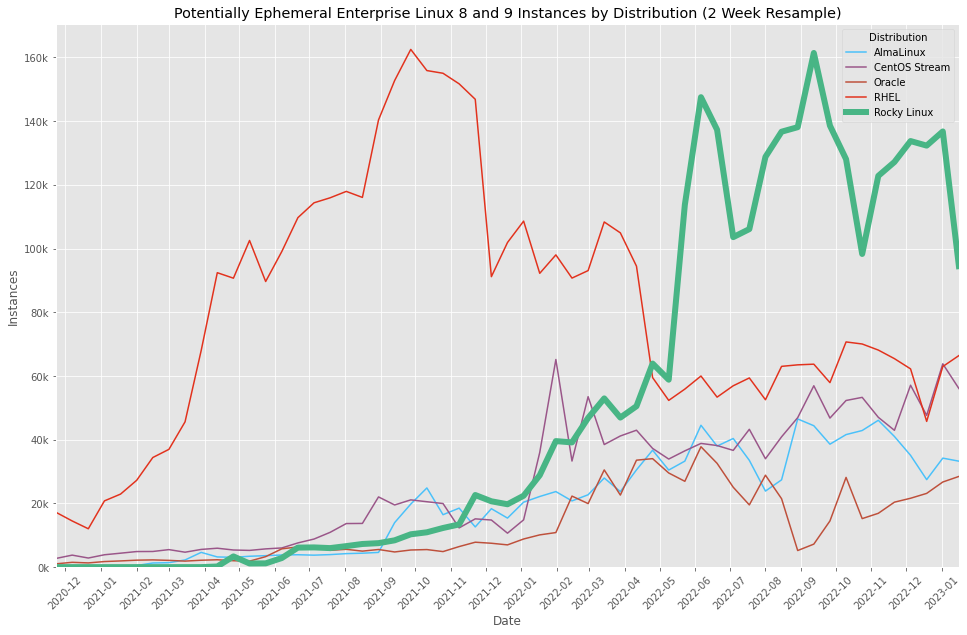 Potentially Ephemeral Enterprise Linux 8 and 9 Instances by Distribution (2 Week Resample)
Distribution
AlmaLinux
CentOS Stream
Oracle
RHEL
Rocky Linux
Instances
160k
140k
120k
100k
80k
60k
40k
20k
0k
2020-12
2021-01
2021-02
2021-03
2021-04
2021-05
2021-06
2021-07
2021-08
2021-09
2021-10
2021-11
2021-12
2022-01
2022-02
2022-03
2022-04
2022-05
2022-06
2022-07
2022-08
2022-09
2022-10
2022-11
2022-12
2023-01
Date